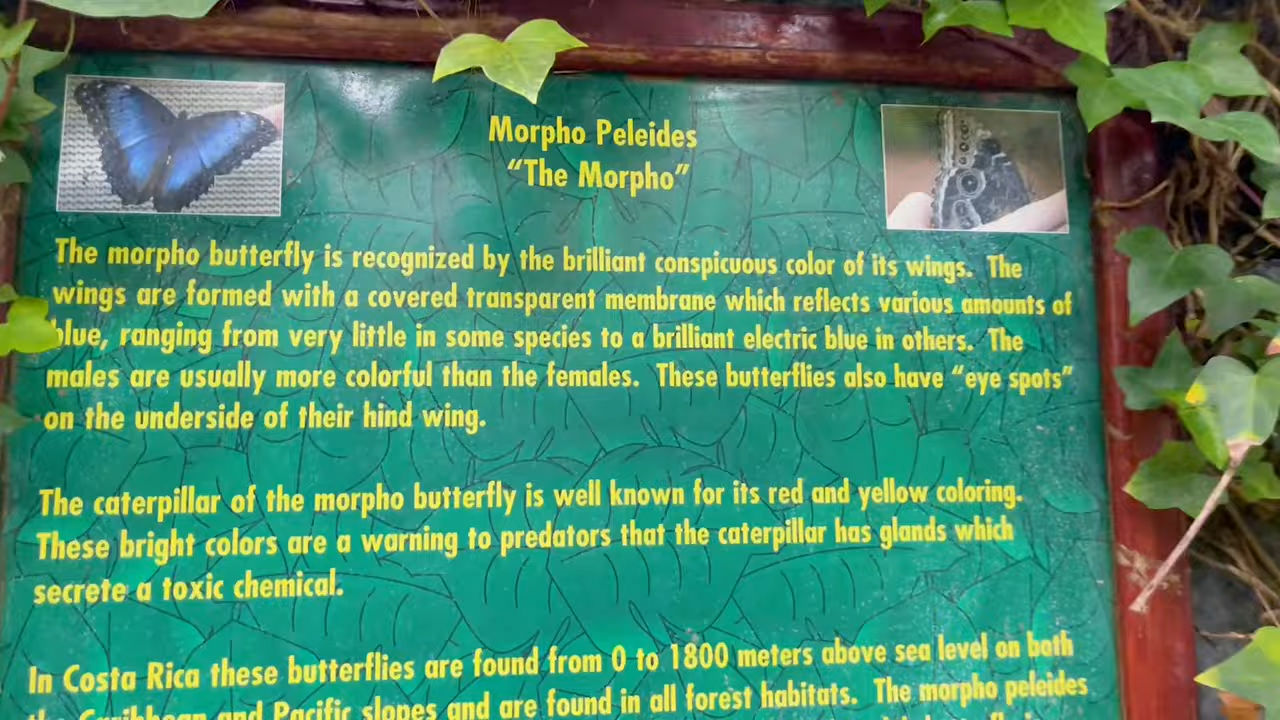 Morpho Peleides
“The Morpho”
The morpho butterfly is recognized by the brilliant conspicuous color of its wings. The
wings are formed with a covered transparent membrane which reflects various amounts of
blue, ranging from very little in some species to a brilliant electric blue in others. The
males are usually more colorful than the females. These butterflies also have “eye spots”
on the underside of their hind wing.
The caterpillar of the morpho butterfly is well known for its red and yellow coloring.
These bright colors are a warning to predators that the caterpillar has glands which
secrete a toxic chemical.
In Costa Rica these butterflies are found from 0 to 1800 meters above sea level on both
the Caribbean and Pacific slopes and are found in all forest habitats. The morpho peleides